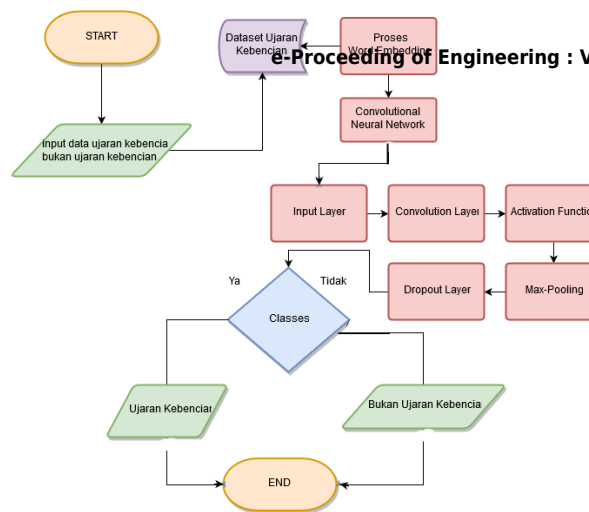 START
Dataset Ujaran
Kebencian
Proses
Word Embedding
e-Proceeding of Engineering : V
Convolutional
Neural Network
Input data ujaran kebencia
bukan ujaran kebencian
Input Layer
Convolution Layer
Activation Functio
Ya
Tidak
Dropout Layer
Max-Pooling
Classes
Ujaran Kebencian
Bukan Ujaran Kebencia
END